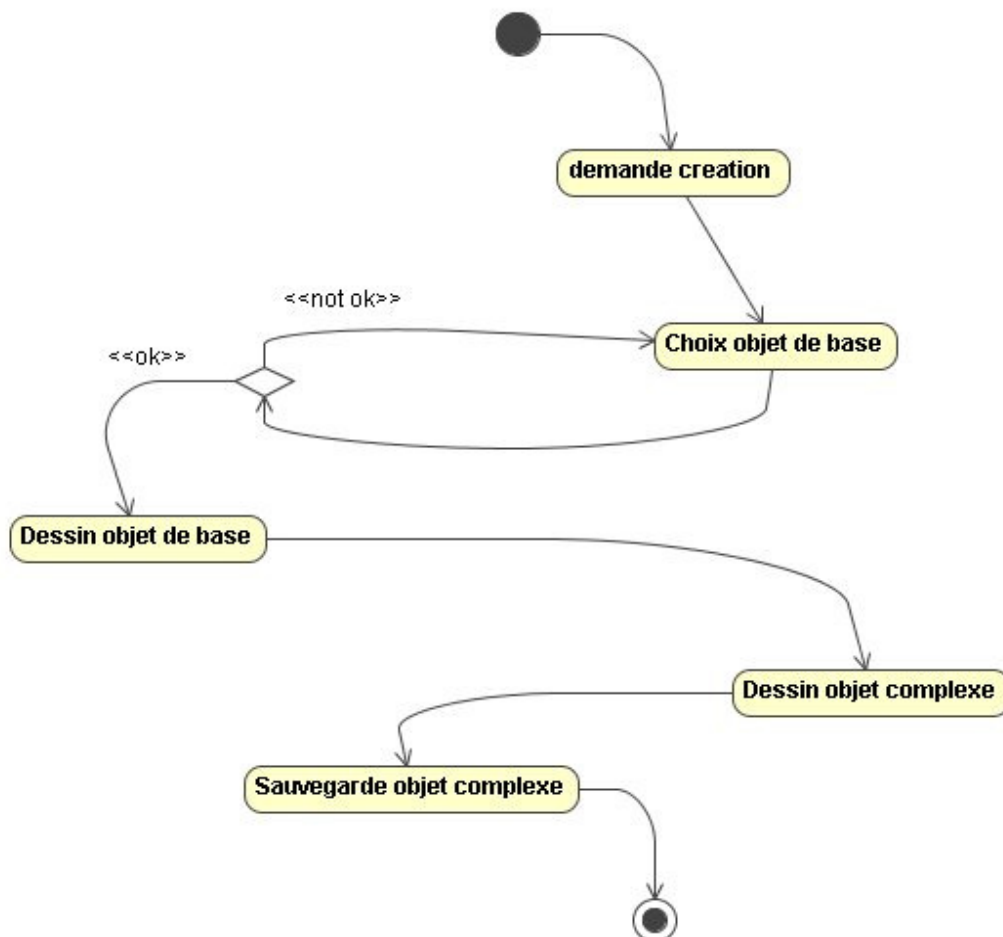 demande creation
<<not ok>>
Choix objet de base
<<ok>>
Dessin objet de base
Dessin objet complexe
Sauvegarde objet complexe